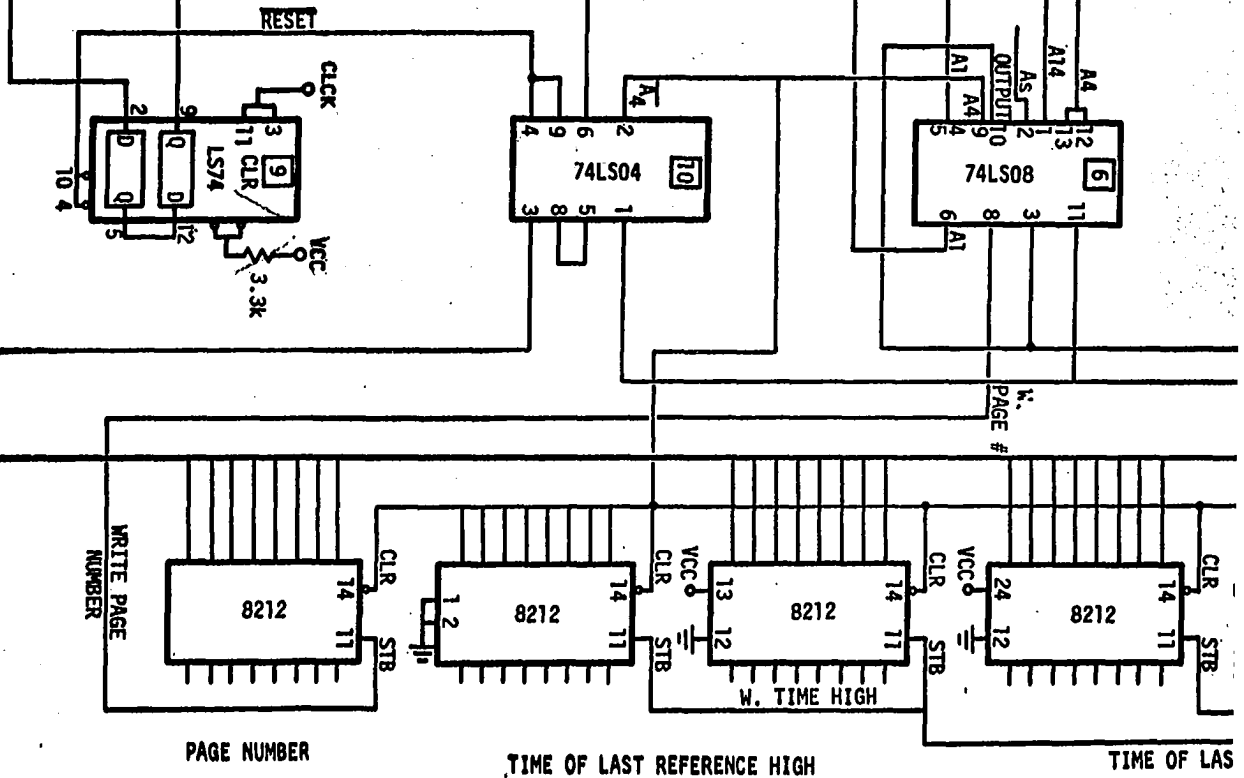 RESET
CLCK
2
9
11
3
D
Q
LS74
CLR
9
10
4
Q
D
5
12
VCC
3.3k
4
9
6
2
A4
74LS04
10
3
8
5
1
A1
A4
OUTPUT
As
A14
A4
5
4
9
10
2
1
13
12
74LS08
6
6
8
3
11
A1
W.
PAGE #
WRITE PAGE
NUMBER
CLR
14
8212
11
STB
CLR
14
1
2
8212
11
STB
VCC
13
12
8212
CLR
14
11
STB
VCC
24
12
8212
CLR
14
11
STB
W. TIME HIGH
PAGE NUMBER
TIME OF LAST REFERENCE HIGH
TIME OF LAS